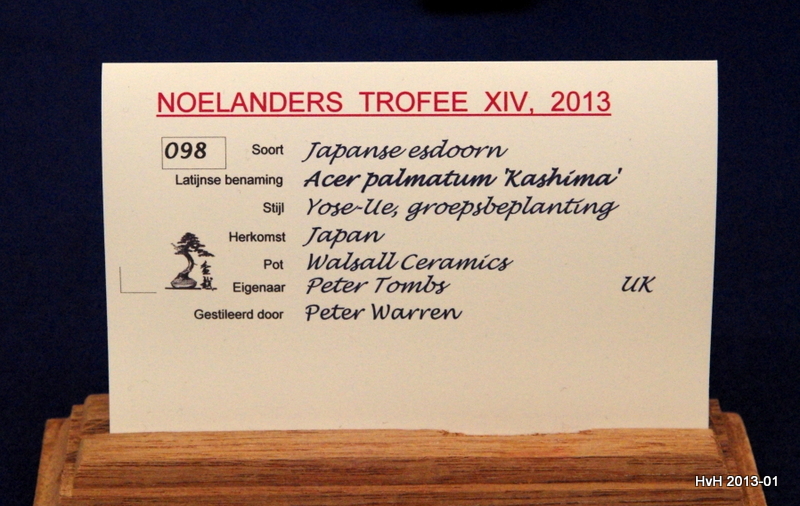 NOELANDERS TROFEE XIV, 2013
098 Soort Japanse esdoorn
Latijnse benaming Acer palmatum 'Kashima'
Stijl Yose-Ue, groepsbeplanting
Herkomst Japan
Pot Walsall Ceramics
Eigenaar Peter Tombs UK
Gestileerd door Peter Warren
HvH 2013-01